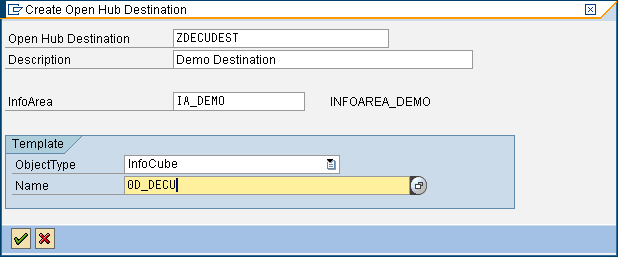 Create Open Hub Destination
Open Hub Destination ZDECUDEST
Description Demo Destination
InfoArea IA_DEMO INFOAREA_DEMO
Template
ObjectType InfoCube
Name 0D_DECU